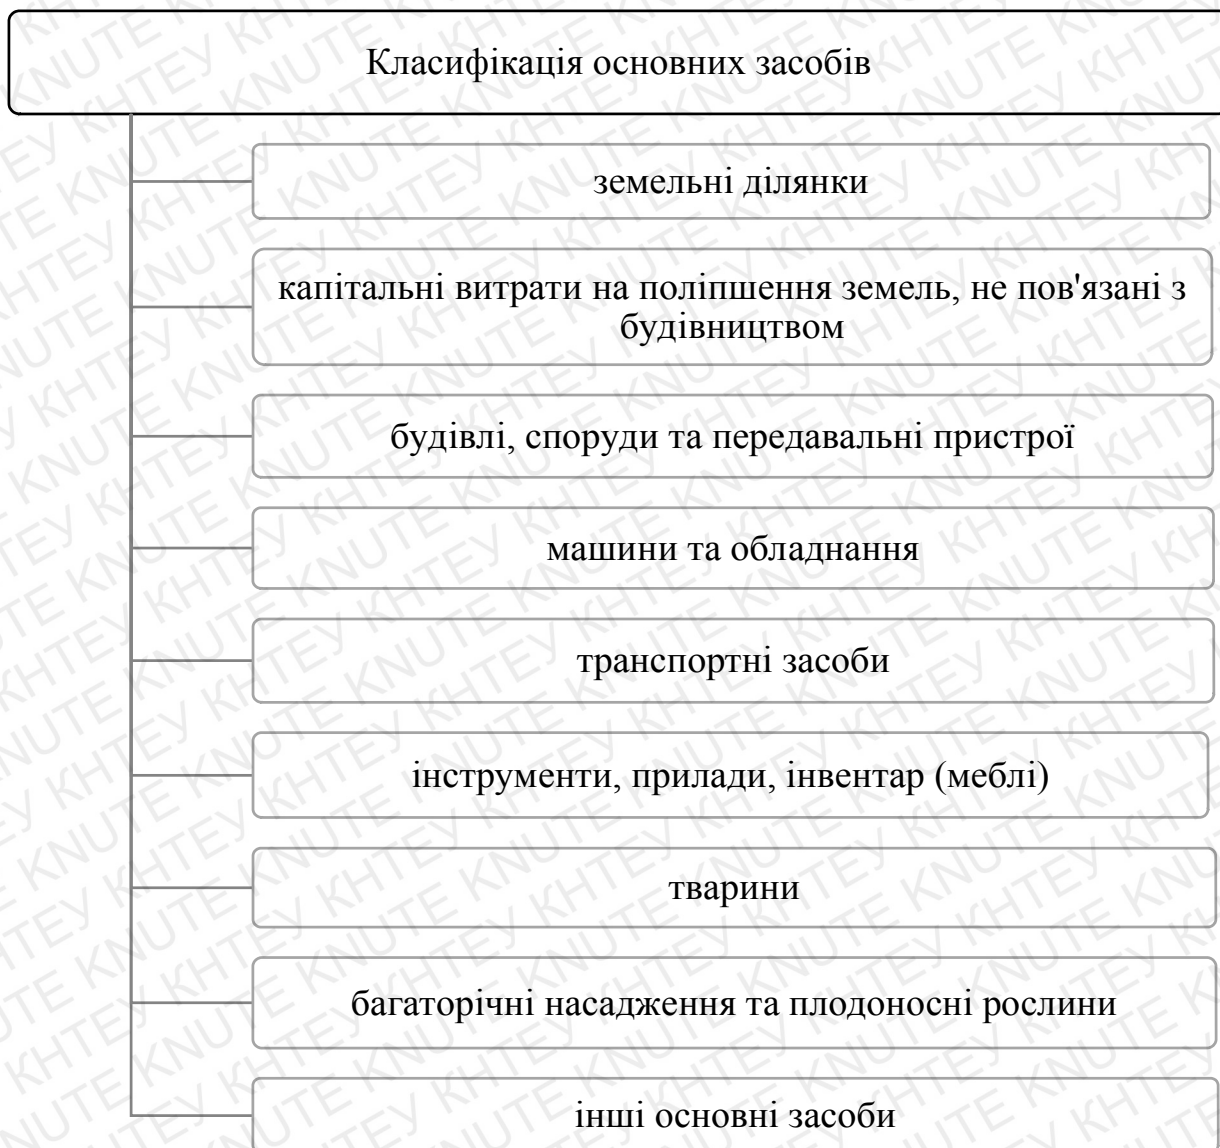 Класифікація основних засобів
земельні ділянки
капітальні витрати на поліпшення земель, не пов'язані з
будівництвом
будівлі, споруди та передавальні пристрої
машини та обладнання
транспортні засоби
інструменти, прилади, інвентар (меблі)
тварини
багаторічні насадження та плодоносні рослини
інші основні засоби